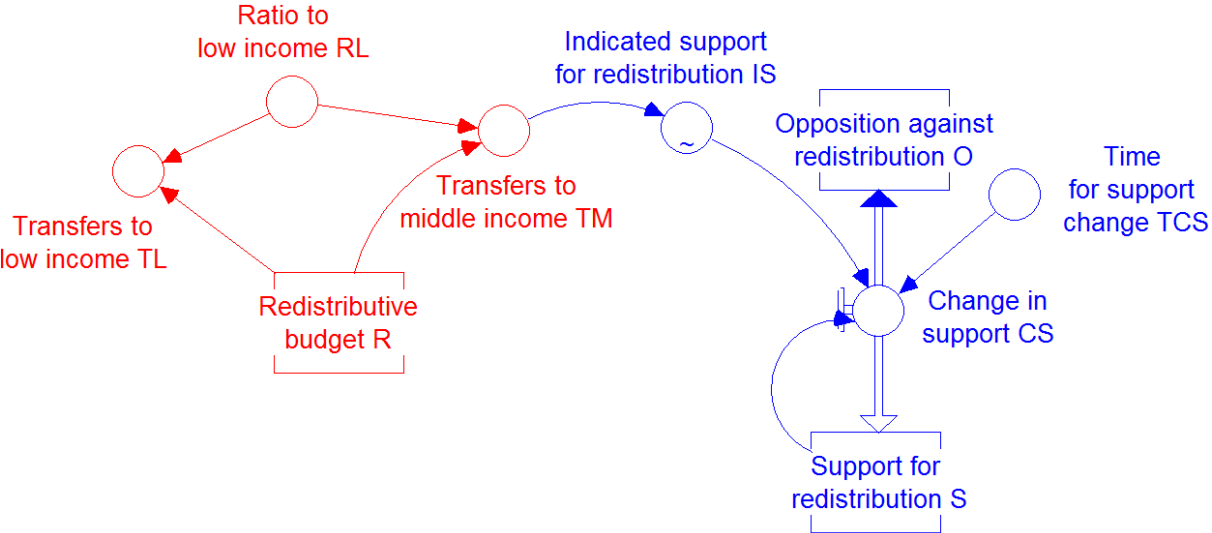 Ratio to
low income RL
Indicated support
for redistribution IS
Opposition against
redistribution O
Time
for support
change TCS
~
Transfers to
low income TL
Transfers to
middle income TM
Redistributive
budget R
Change in
support CS
Support for
redistribution S